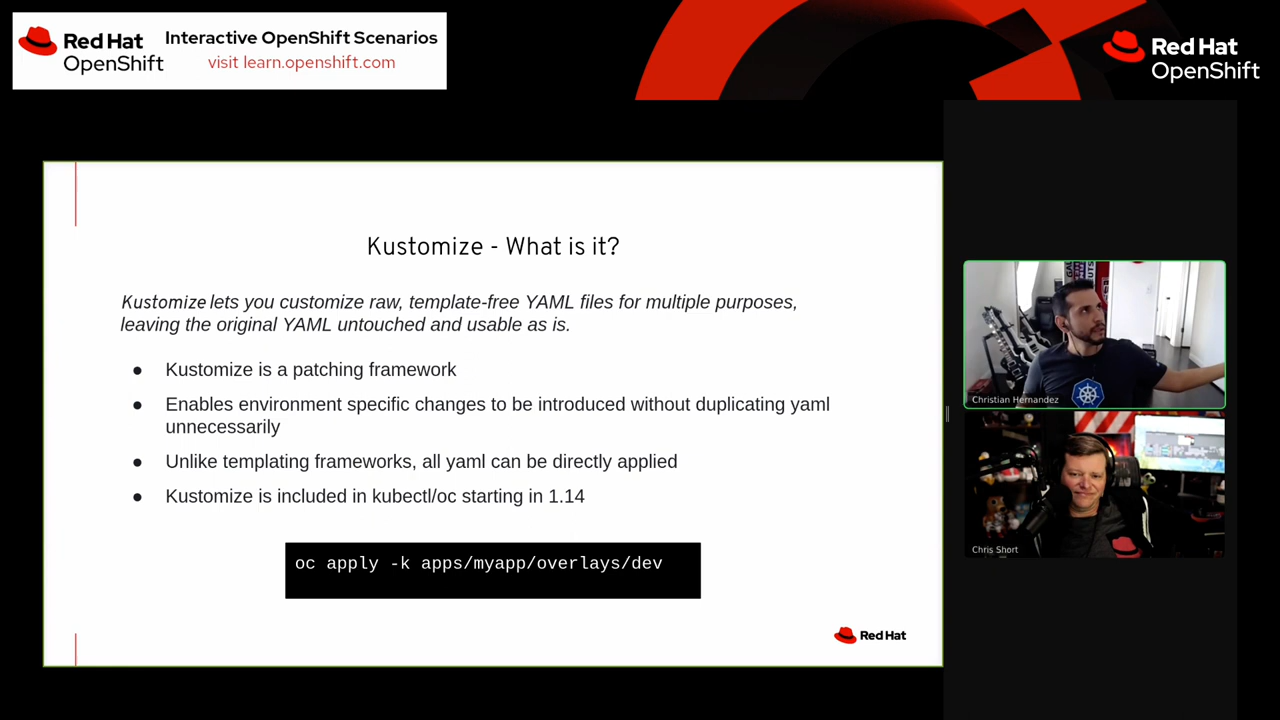 Red Hat
OpenShift
Interactive OpenShift Scenarios
visit learn.openshift.com
Red Hat
OpenShift
Kustomize - What is it?
Kustomize lets you customize raw, template-free YAML files for multiple purposes,
leaving the original YAML untouched and usable as is.
● Kustomize is a patching framework
● Enables environment specific changes to be introduced without duplicating yaml
unnecessarily
● Unlike templating frameworks, all yaml can be directly applied
● Kustomize is included in kubectl/oc starting in 1.14
oc apply -k apps/myapp/overlays/dev
Red Hat
Christian Hernandez
Chris Short